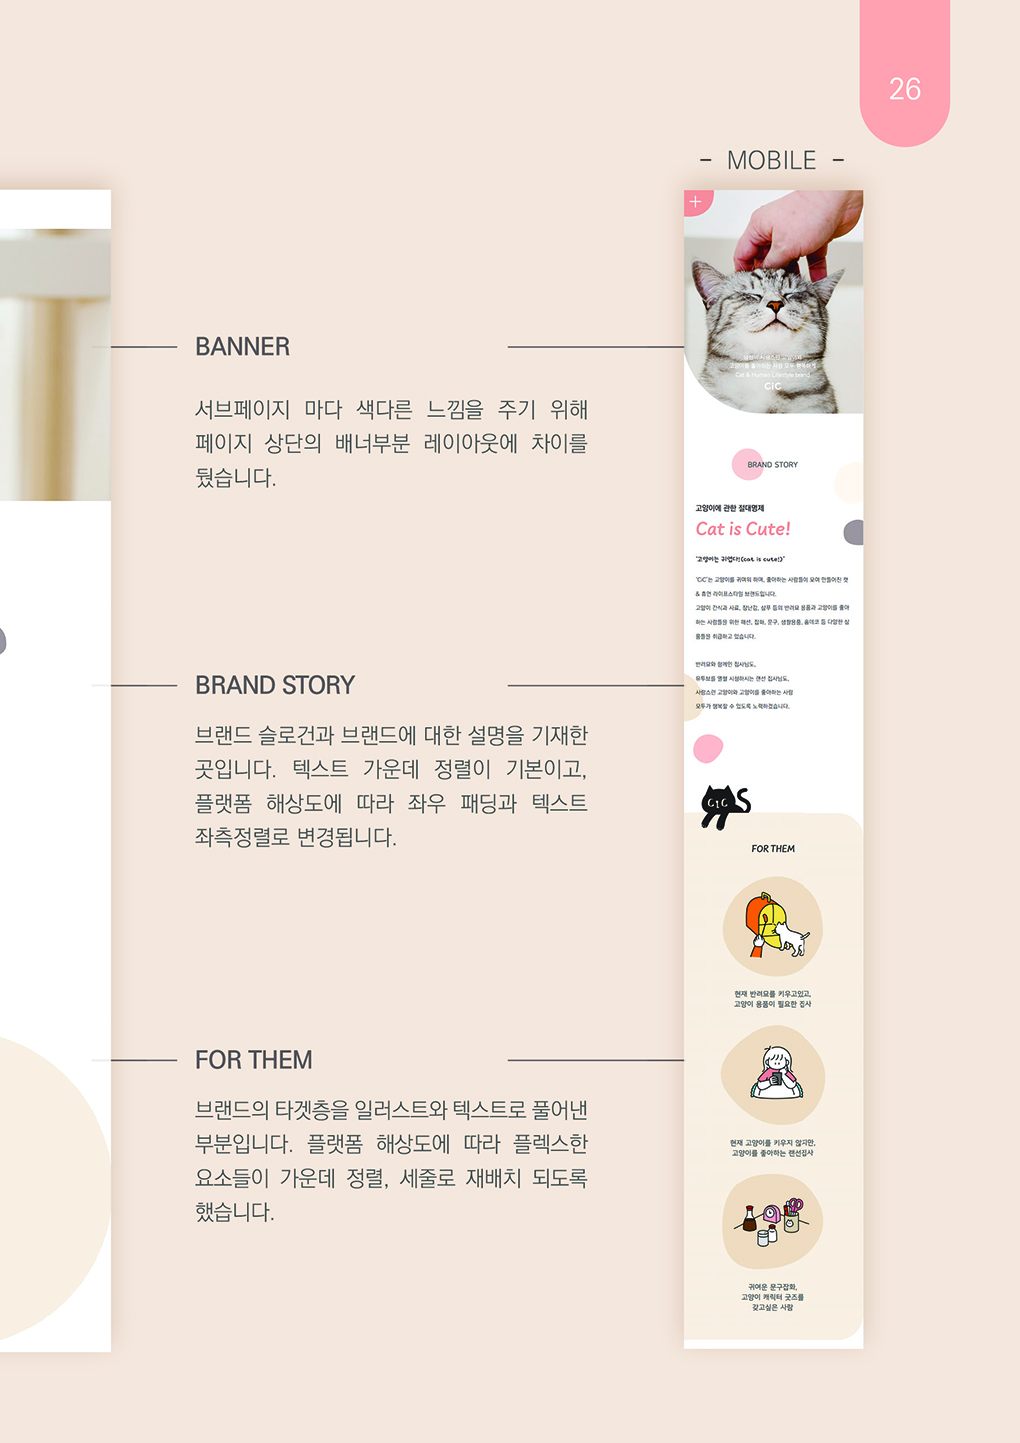 26
- MOBILE -
BANNER
서브페이지 마다 색다른 느낌을 주기 위해
페이지 상단의 배너부분 레이아웃에 차이를
뒀습니다.
BRAND STORY
브랜드 슬로건과 브랜드에 대한 설명을 기재한
곳입니다. 텍스트 가운데 정렬이 기본이고,
플랫폼 해상도에 따라 좌우 패딩과 텍스트
좌측정렬로 변경됩니다.
FOR THEM
브랜드의 타겟층을 일러스트와 텍스트로 풀어낸
부분입니다. 플랫폼 해상도에 따라 플렉스한
요소들이 가운데 정렬, 세줄로 재배치 되도록
했습니다.
+
고양이를 좋아하는
Cat & Human Lifestyle brand
CIC
BRAND STORY
고양이에 관한 절대명제
Cat is Cute!
'고양이는 귀엽다!(cat is cute!)'
'CIC'는 고양이를 귀여워 하며, 좋아하는 사람들이 모여 만들어진 캣
& 휴먼 라이프스타일 브랜드입니다.
고양이 간식과 사료, 장난감, 샴푸 등의 반려묘 용품과 고양이를 좋아
하는 사람들을 위한 패션, 잡화, 문구, 생활용품, 홈데코 등 다양한 상
품들을 취급하고 있습니다.
반려묘와 함께인 집사님도,
유투브를 열혈 시청하시는 랜선 집사님도,
사랑스런 고양이와 고양이를 좋아하는 사람
모두가 행복할 수 있도록 노력하겠습니다.
CIC
FOR THEM
현재 반려묘를 키우고있고,
고양이 용품이 필요한 집사
현재 고양이를 키우지 않지만,
고양이를 좋아하는 랜선집사
귀여운 문구잡화,
고양이 캐릭터 굿즈를
갖고싶은 사람